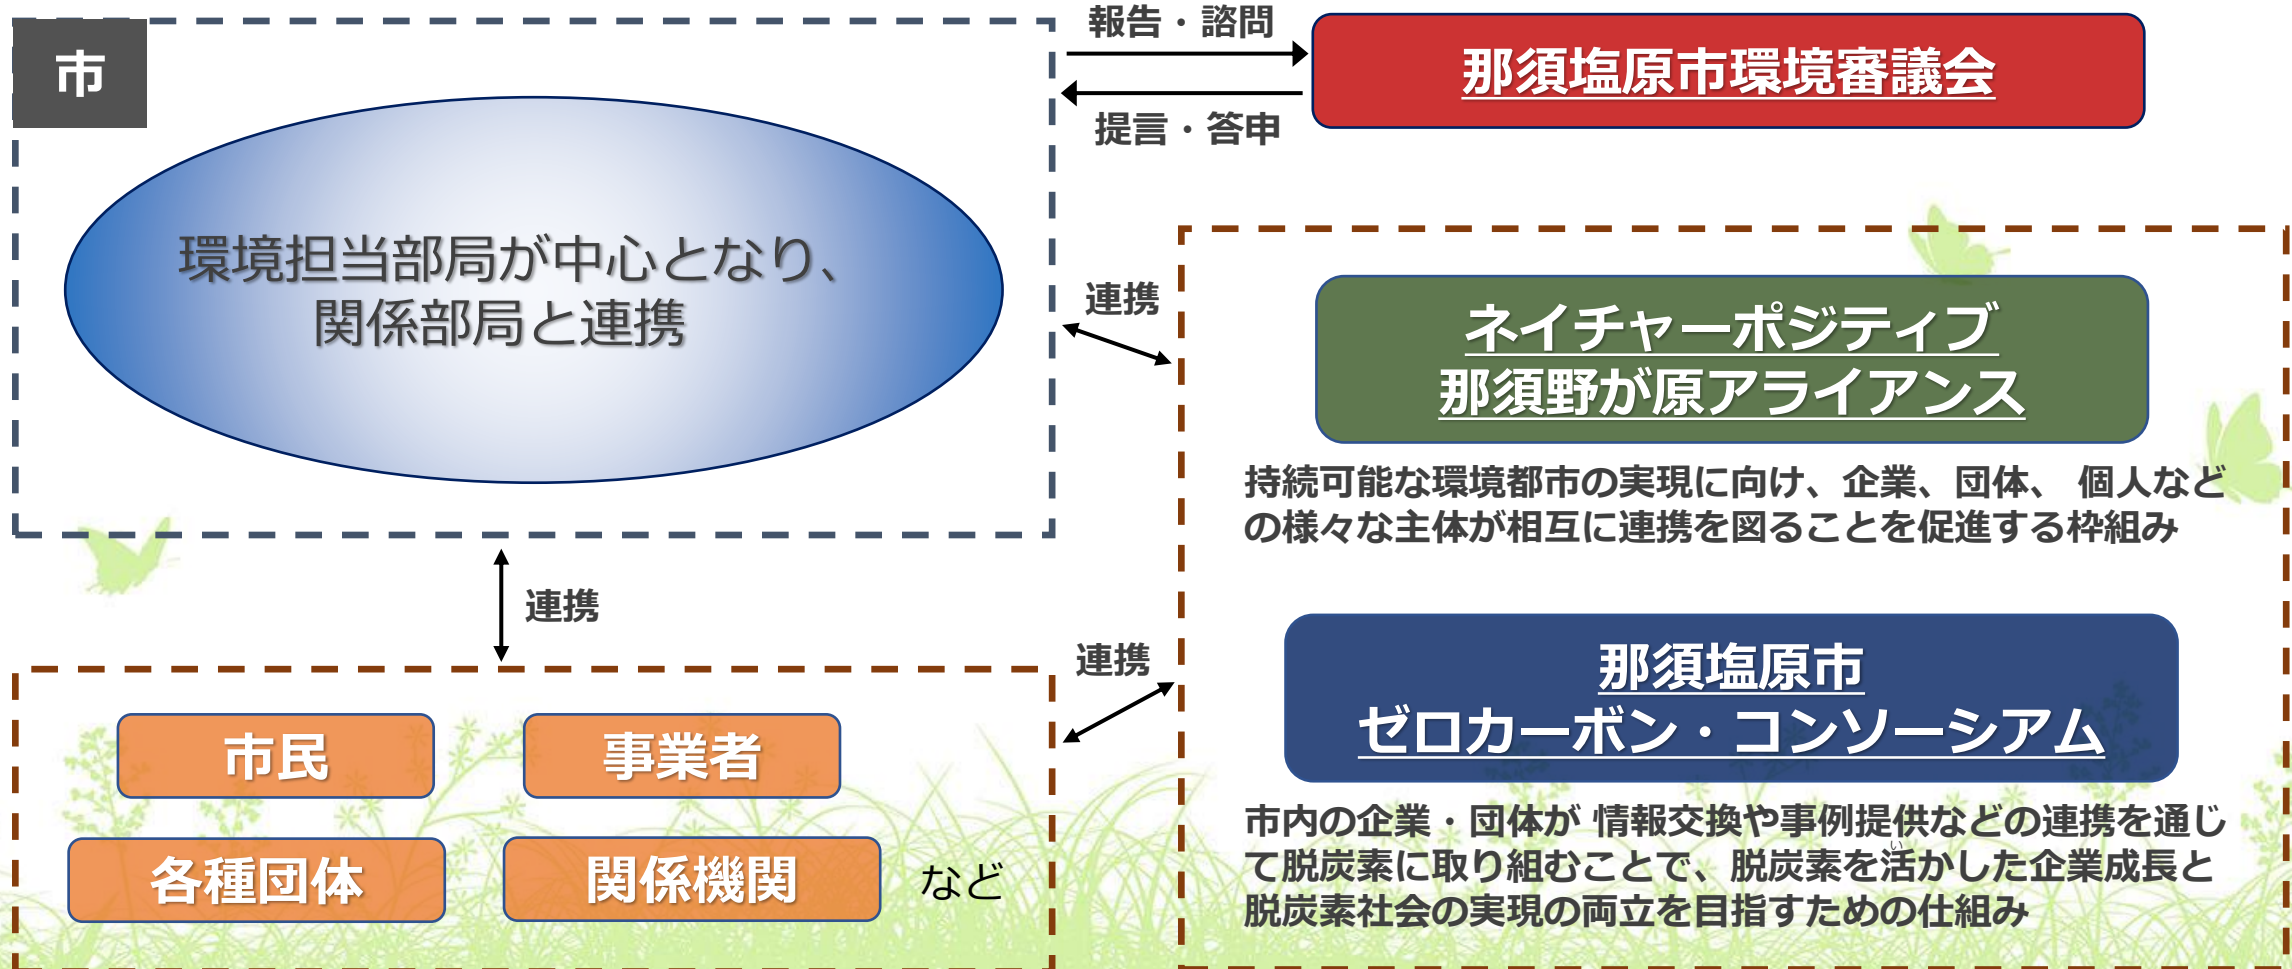 市
環境担当部局が中心となり、
関係部局と連携
報告・諮問
提言・答申
那須塩原市環境審議会
連携
ネイチャーポジティブ
那須野が原アライアンス
持続可能な環境都市の実現に向け、企業、団体、 個人など
の様々な主体が相互に連携を図ることを促進する枠組み
連携
連携
那須塩原市
ゼロカーボン・コンソーシアム
市内の企業・団体が 情報交換や事例提供などの連携を通じ
い
て脱炭素に取り組むことで、脱炭素を活かした企業成長と
脱炭素社会の実現の両立を目指すための仕組み
市民
事業者
各種団体
関係機関
など